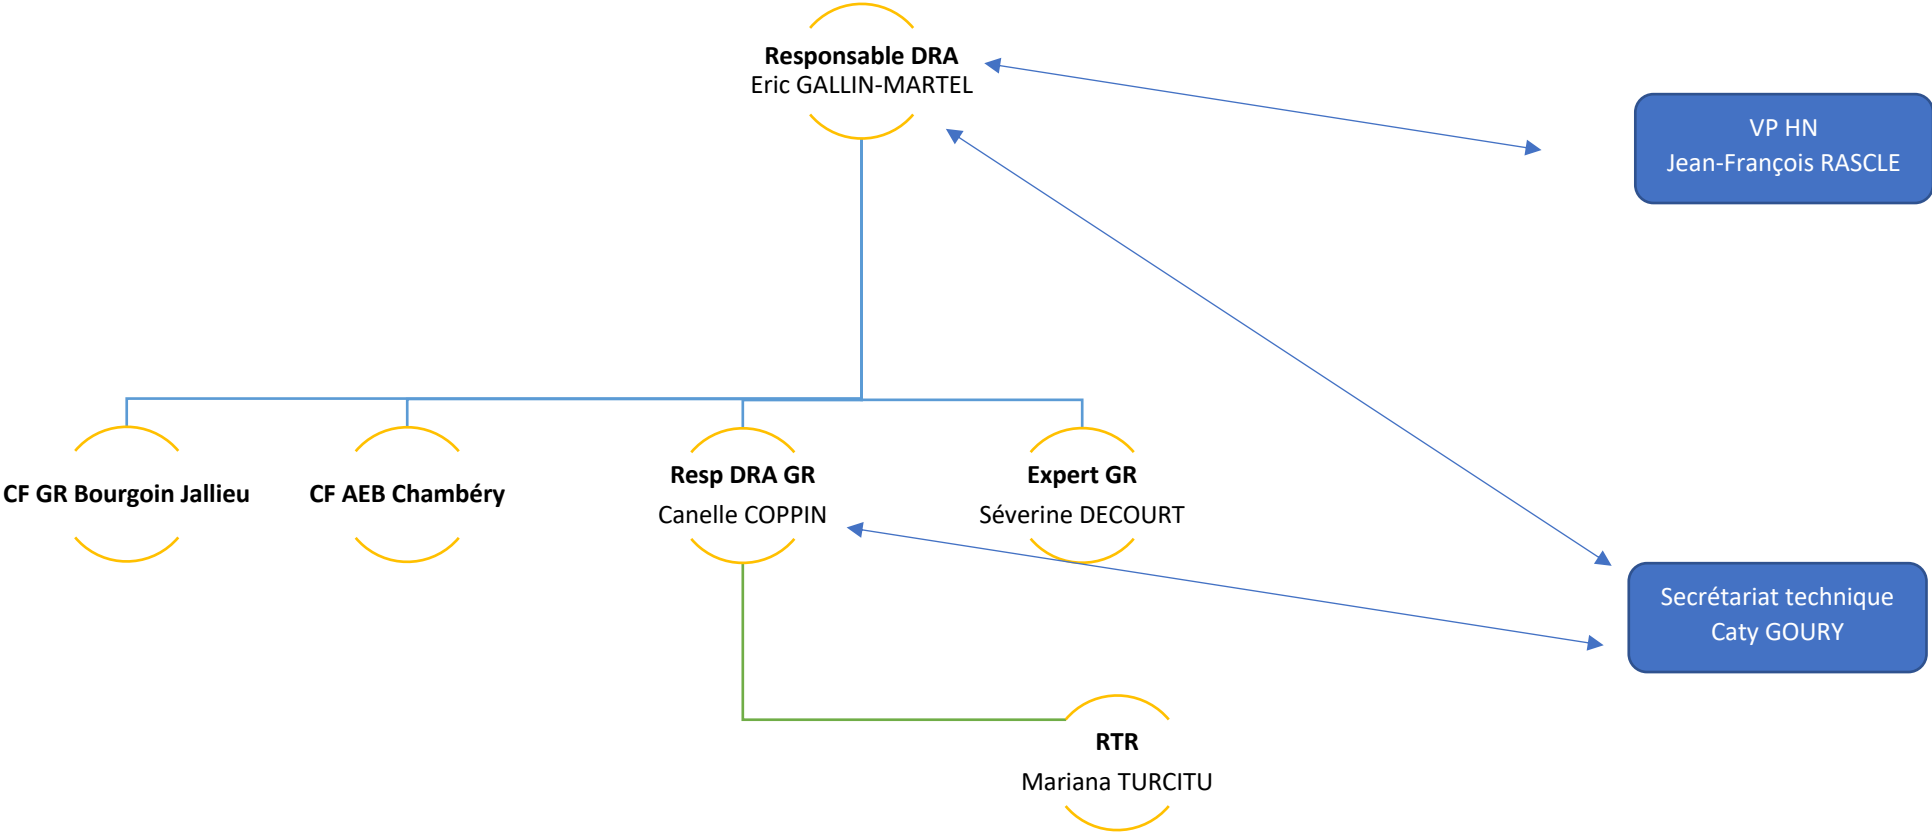 Responsable DRA
Eric GALLIN-MARTEL
VP HN
Jean-François RASCLE
CF GR Bourgoin Jallieu
CF AEB Chambéry
Resp DRA GR
Canelle COPPIN
Expert GR
Séverine DECOURT
Secrétariat technique
Caty GOURY
RTR
Mariana TURCITU